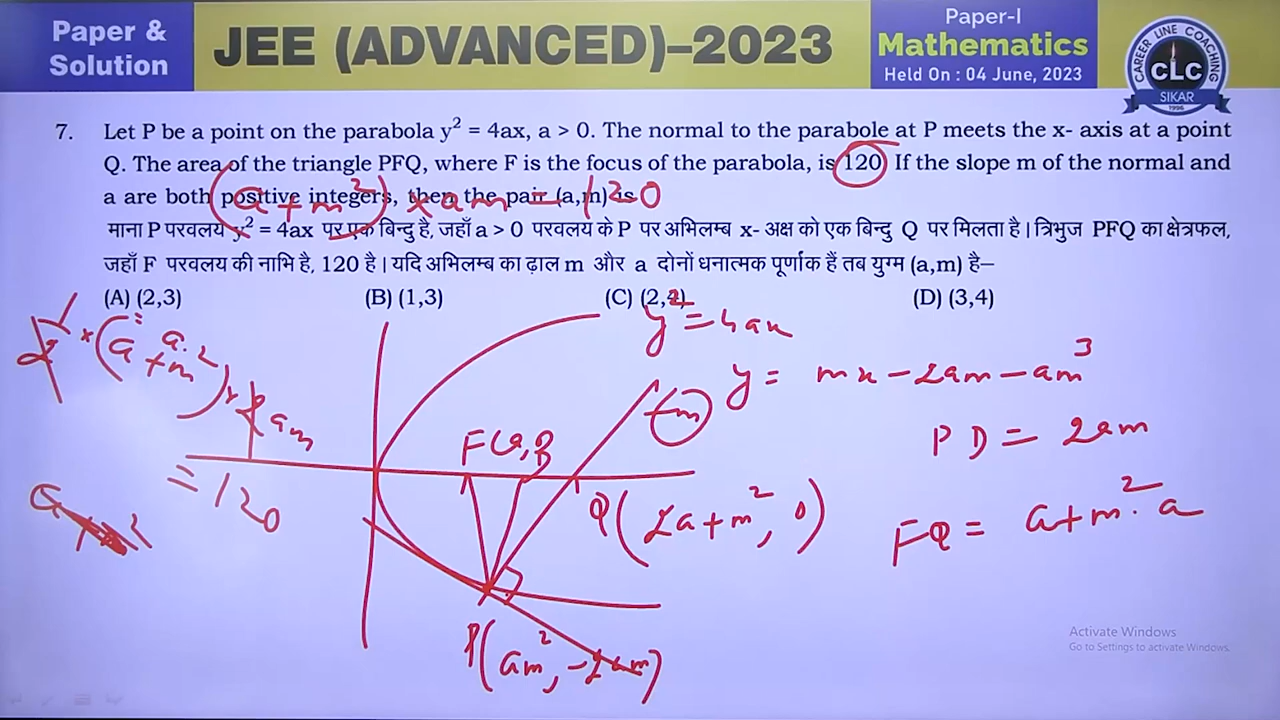 Paper &
Solution
JEE (ADVANCED)–2023
Paper-I
Mathematics
Held On : 04 June, 2023
CAREER LINE COACHING
CLC
SIKAR
1996
7. Let P be a point on the parabola y² = 4ax, a > 0. The normal to the parabole at P meets the x- axis at a point
Q. The area of the triangle PFQ, where F is the focus of the parabola, is 120 If the slope m of the normal and
a are both positive integers, then the pair (a,m) is
(a+m²) × am = 120
माना P परवलय y² = 4ax पर एक बिन्दु है, जहाँ a > 0 परवलय के P पर अभिलम्ब x- अक्ष को एक बिन्दु Q पर मिलता है। त्रिभुज PFQ का क्षेत्रफल,
जहाँ F परवलय की नाभि है, 120 है। यदि अभिलम्ब का ढ़ाल m और a दोनों धनात्मक पूर्णाक हैं तब युग्म (a,m) है–
(A) (2,3) (B) (1,3) (C) (2,4) (D) (3,4)
y² = 4ax
y = mx - 2am - am³
PD = 2am
FQ = a+m²·a
m
Q(2a+m², 0)
= 120
P(am², -2am)
Activate Windows
Go to Settings to activate Windows.